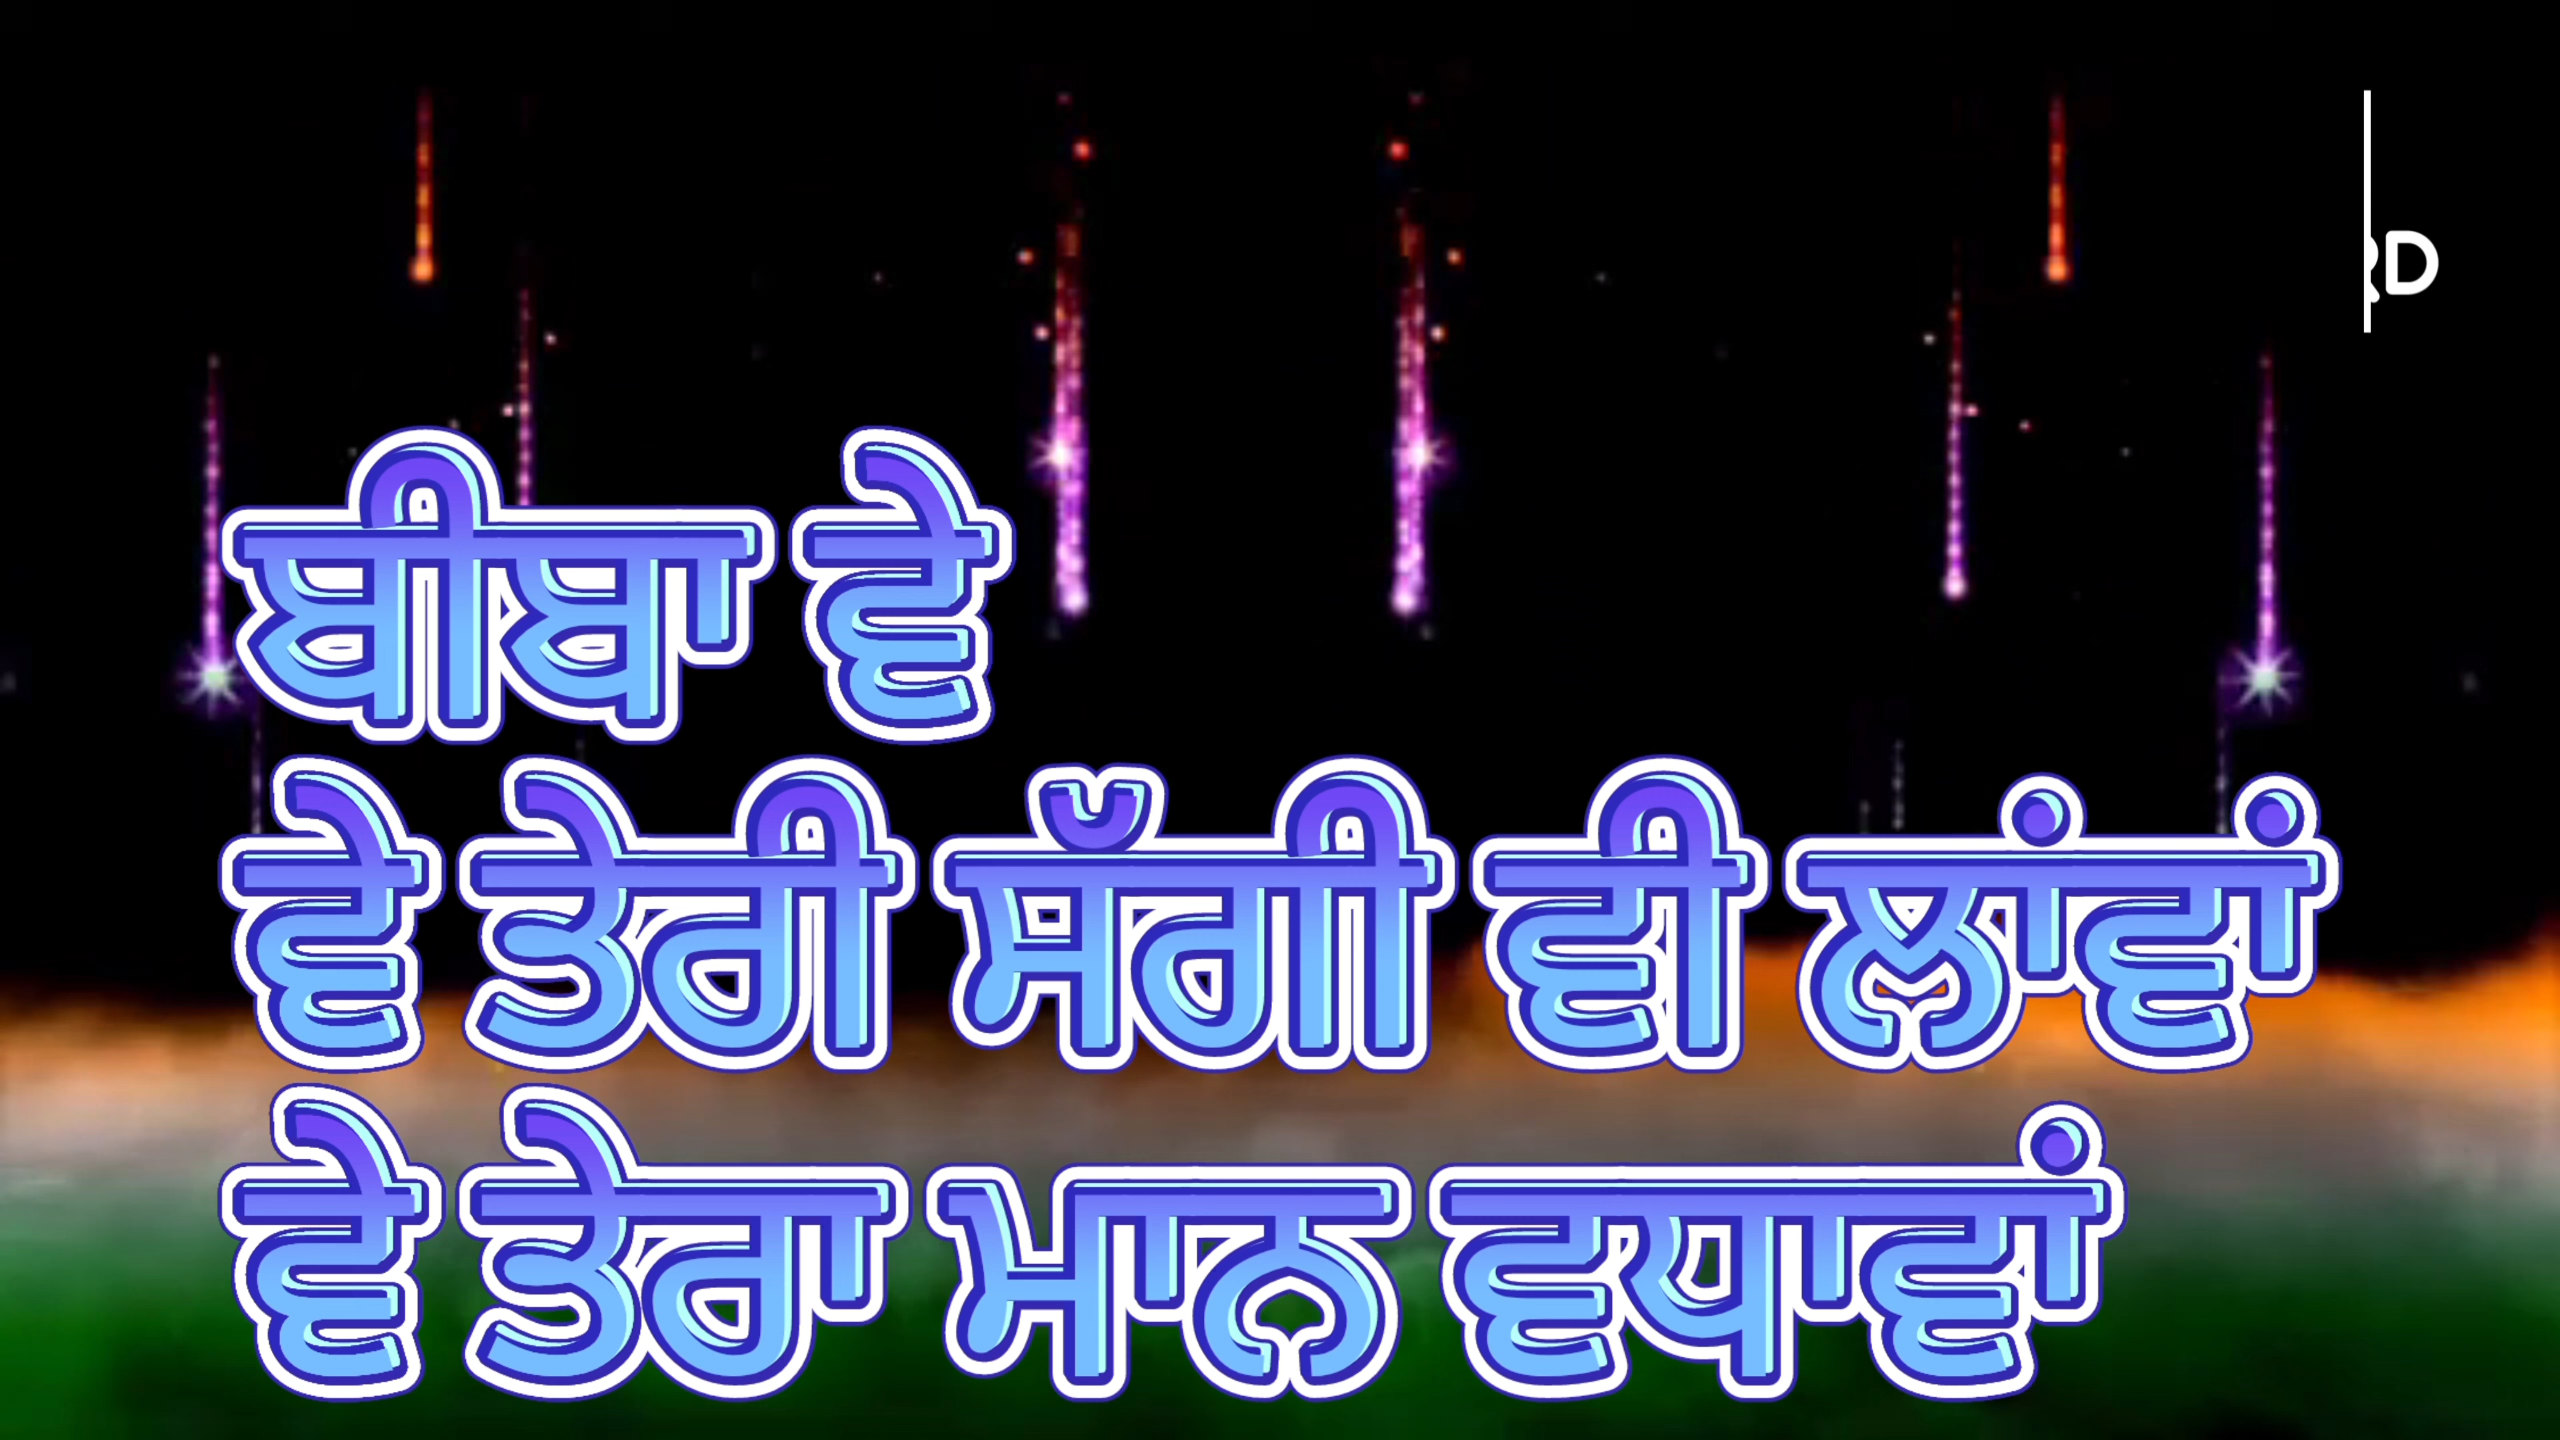 ਬੀਬਾ ਵੇ
ਵੇ ਤੇਰੀ ਸੱਗੀ ਵੀ ਲਾਂਵਾਂ
ਵੇ ਤੇਰਾ ਮਾਨ ਵਧਾਵਾਂ